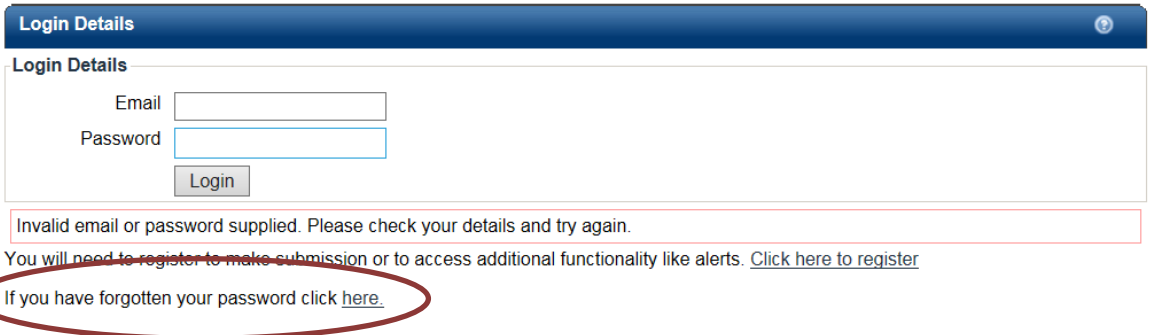 Login Details
Login Details
Email
Password
Login
Invalid email or password supplied. Please check your details and try again.
You will need to register to make submission or to access additional functionality like alerts. Click here to register
If you have forgotten your password click here.